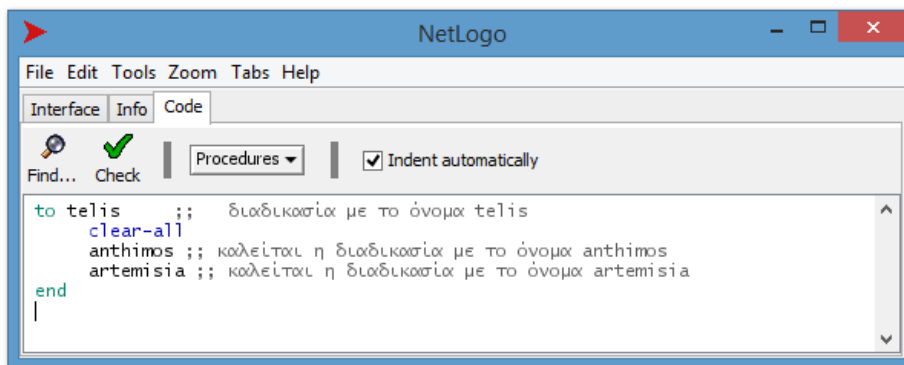 NetLogo
File Edit Tools Zoom Tabs Help
Interface Info Code
Find... Check Procedures Indent automatically
to telis ;; διαδικασία με το όνομα telis
clear-all
anthimos ;; καλείται η διαδικασία με το όνομα anthimos
artemisia ;; καλείται η διαδικασία με το όνομα artemisia
end